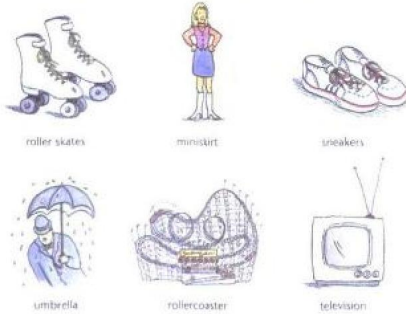 roller skates
miniskirt
sneakers
umbrella
rollercoaster
television